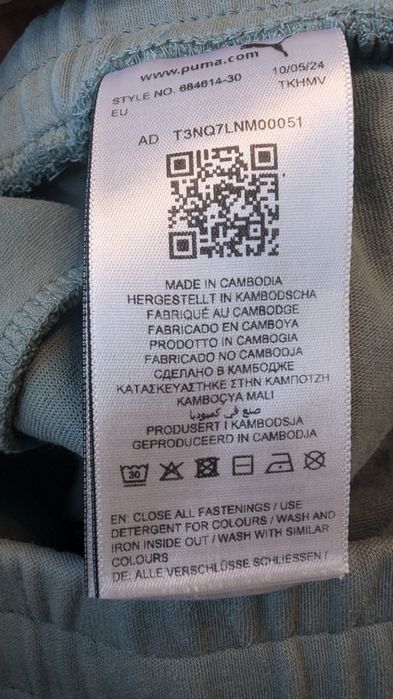 www.puma.com
STYLE NO. 684614-30 10/05/24
EU TKHMV
AD T3NQ7LNM00051
MADE IN CAMBODIA
HERGESTELLT IN KAMBODSCHA
FABRIQUÉ AU CAMBODGE
FABRICADO EN CAMBOYA
PRODOTTO IN CAMBOGIA
FABRICADO NO CAMBODJA
СДЕЛАНО В КАМБОДЖЕ
ΚΑΤΑΣΚΕΥΑΣΤΗΚΕ ΣΤΗΝ ΚΑΜΠΟΤΖΗ
KAMBOÇYA MALI
صنع في كمبوديا
PRODUSERT I KAMBODSJA
GEPRODUCEERD IN CAMBODJA
30
EN: CLOSE ALL FASTENINGS / USE
DETERGENT FOR COLOURS / WASH AND
IRON INSIDE OUT / WASH WITH SIMILAR
COLOURS
DE: ALLE VERSCHLÜSSE SCHLIESSEN /